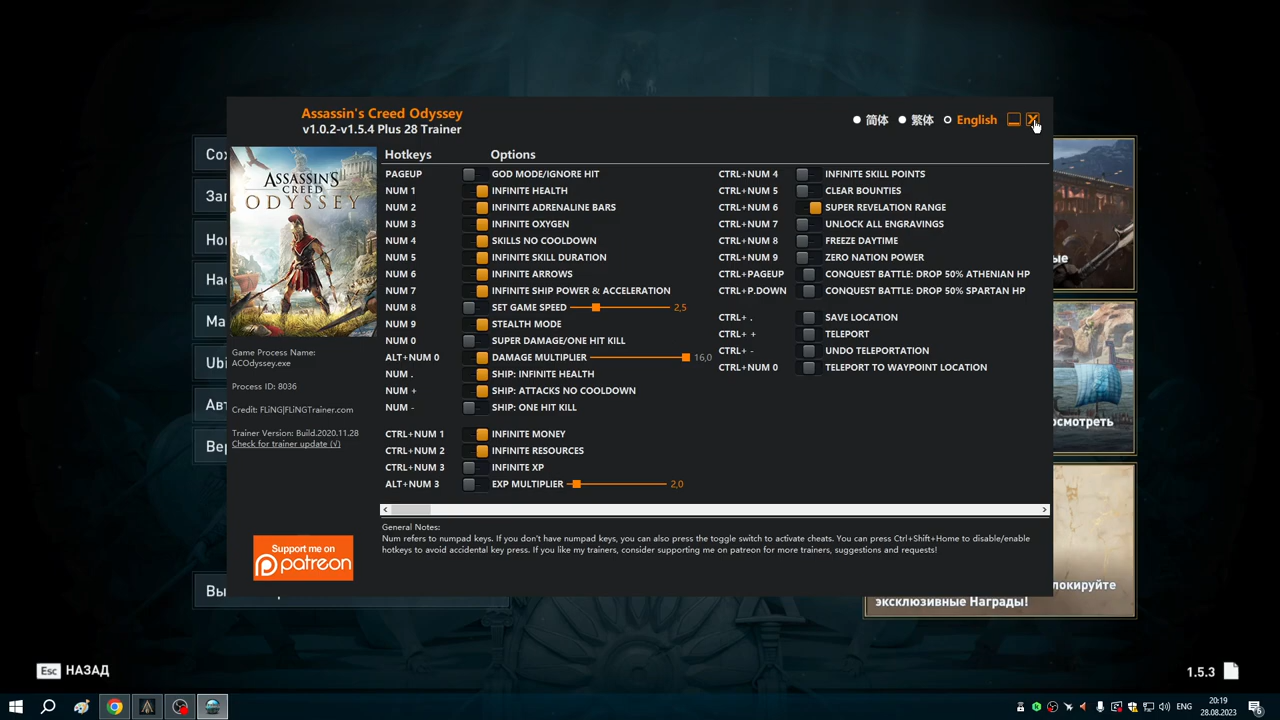 Assassin's Creed Odyssey
v1.0.2-v1.5.4 Plus 28 Trainer
简体 繁体 English
ASSASSIN'S CREED
ODYSSEY
Game Process Name:
ACOdyssey.exe
Process ID: 8036
Credit: FLiNG|FLiNGTrainer.com
Trainer Version: Build.2020.11.28
Check for trainer update (√)
Support me on
patreon
Hotkeys Options
PAGEUP GOD MODE/IGNORE HIT
NUM 1 INFINITE HEALTH
NUM 2 INFINITE ADRENALINE BARS
NUM 3 INFINITE OXYGEN
NUM 4 SKILLS NO COOLDOWN
NUM 5 INFINITE SKILL DURATION
NUM 6 INFINITE ARROWS
NUM 7 INFINITE SHIP POWER & ACCELERATION
NUM 8 SET GAME SPEED 2,5
NUM 9 STEALTH MODE
NUM 0 SUPER DAMAGE/ONE HIT KILL
ALT+NUM 0 DAMAGE MULTIPLIER 16,0
NUM . SHIP: INFINITE HEALTH
NUM + SHIP: ATTACKS NO COOLDOWN
NUM - SHIP: ONE HIT KILL
CTRL+NUM 1 INFINITE MONEY
CTRL+NUM 2 INFINITE RESOURCES
CTRL+NUM 3 INFINITE XP
ALT+NUM 3 EXP MULTIPLIER 2,0
CTRL+NUM 4 INFINITE SKILL POINTS
CTRL+NUM 5 CLEAR BOUNTIES
CTRL+NUM 6 SUPER REVELATION RANGE
CTRL+NUM 7 UNLOCK ALL ENGRAVINGS
CTRL+NUM 8 FREEZE DAYTIME
CTRL+NUM 9 ZERO NATION POWER
CTRL+PAGEUP CONQUEST BATTLE: DROP 50% ATHENIAN HP
CTRL+P.DOWN CONQUEST BATTLE: DROP 50% SPARTAN HP
CTRL+ . SAVE LOCATION
CTRL+ + TELEPORT
CTRL+ - UNDO TELEPORTATION
CTRL+NUM 0 TELEPORT TO WAYPOINT LOCATION
General Notes:
Num refers to numpad keys. If you don't have numpad keys, you can also press the toggle switch to activate cheats. You can press Ctrl+Shift+Home to disable/enable
hotkeys to avoid accidental key press. If you like my trainers, consider supporting me on patreon for more trainers, suggestions and requests!
эксклюзивные Награды!
Esc НАЗАД
1.5.3
ENG
20:19
28.08.2023
6